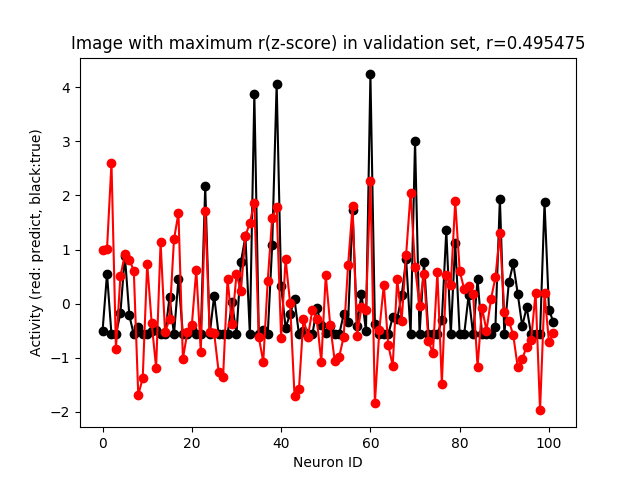 Image with maximum r(z-score) in validation set, r=0.495475
Activity (red: predict, black:true)
4
3
2
1
0
−1
−2
0 20 40 60 80 100
Neuron ID